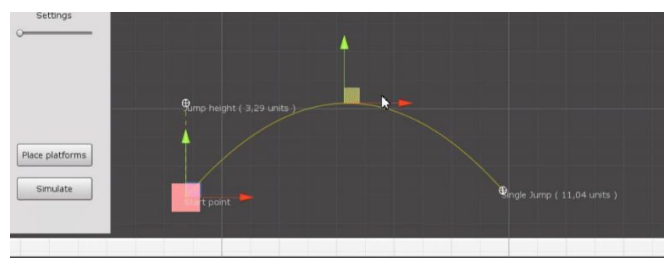 Settings
Jump height ( 3,29 units )
Place platforms
Simulate
Start point
Single Jump ( 11,04 units )